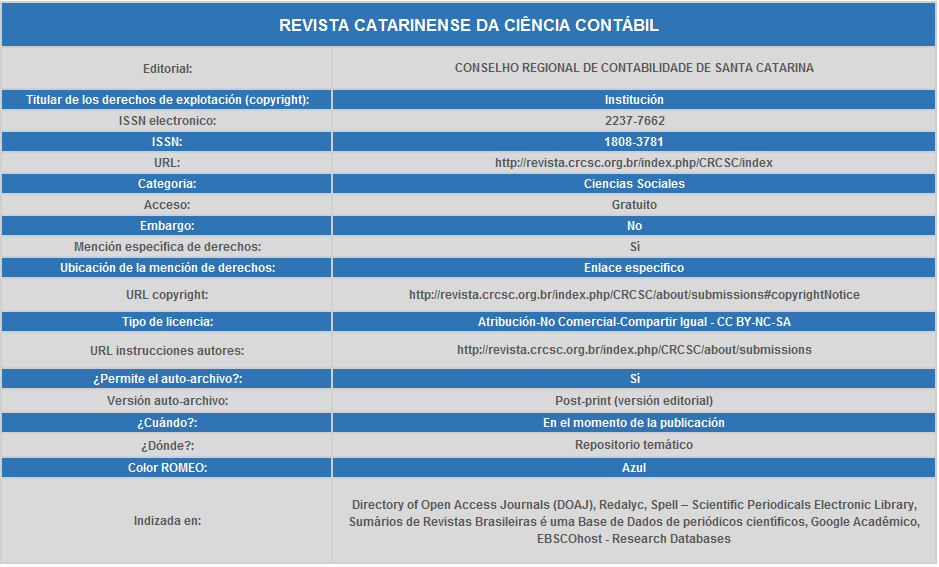 REVISTA CATARINENSE DA CIÊNCIA CONTÁBIL
Editorial: CONSELHO REGIONAL DE CONTABILIDADE DE SANTA CATARINA
Titular de los derechos de explotación (copyright): Institución
ISSN electronico: 2237-7662
ISSN: 1808-3781
URL: http://revista.crcsc.org.br/index.php/CRCSC/index
Categoria: Ciencias Sociales
Acceso: Gratuito
Embargo: No
Mención especifica de derechos: Sí
Ubicación de la mención de derechos: Enlace especifico
URL copyright: http://revista.crcsc.org.br/index.php/CRCSC/about/submissions#copyrightNotice
Tipo de licencia: Atribución-No Comercial-Compartir Igual - CC BY-NC-SA
URL instrucciones autores: http://revista.crcsc.org.br/index.php/CRCSC/about/submissions
¿Permite el auto-archivo?: Sí
Versión auto-archivo: Post-print (versión editorial)
¿Cuándo?: En el momento de la publicación
¿Dónde?: Repositorio temático
Color ROMEO: Azul
Indizada en: Directory of Open Access Journals (DOAJ), Redalyc, Spell – Scientific Periodicals Electronic Library,
Sumários de Revistas Brasileiras é uma Base de Dados de periódicos científicos, Google Acadêmico,
EBSCOhost - Research Databases